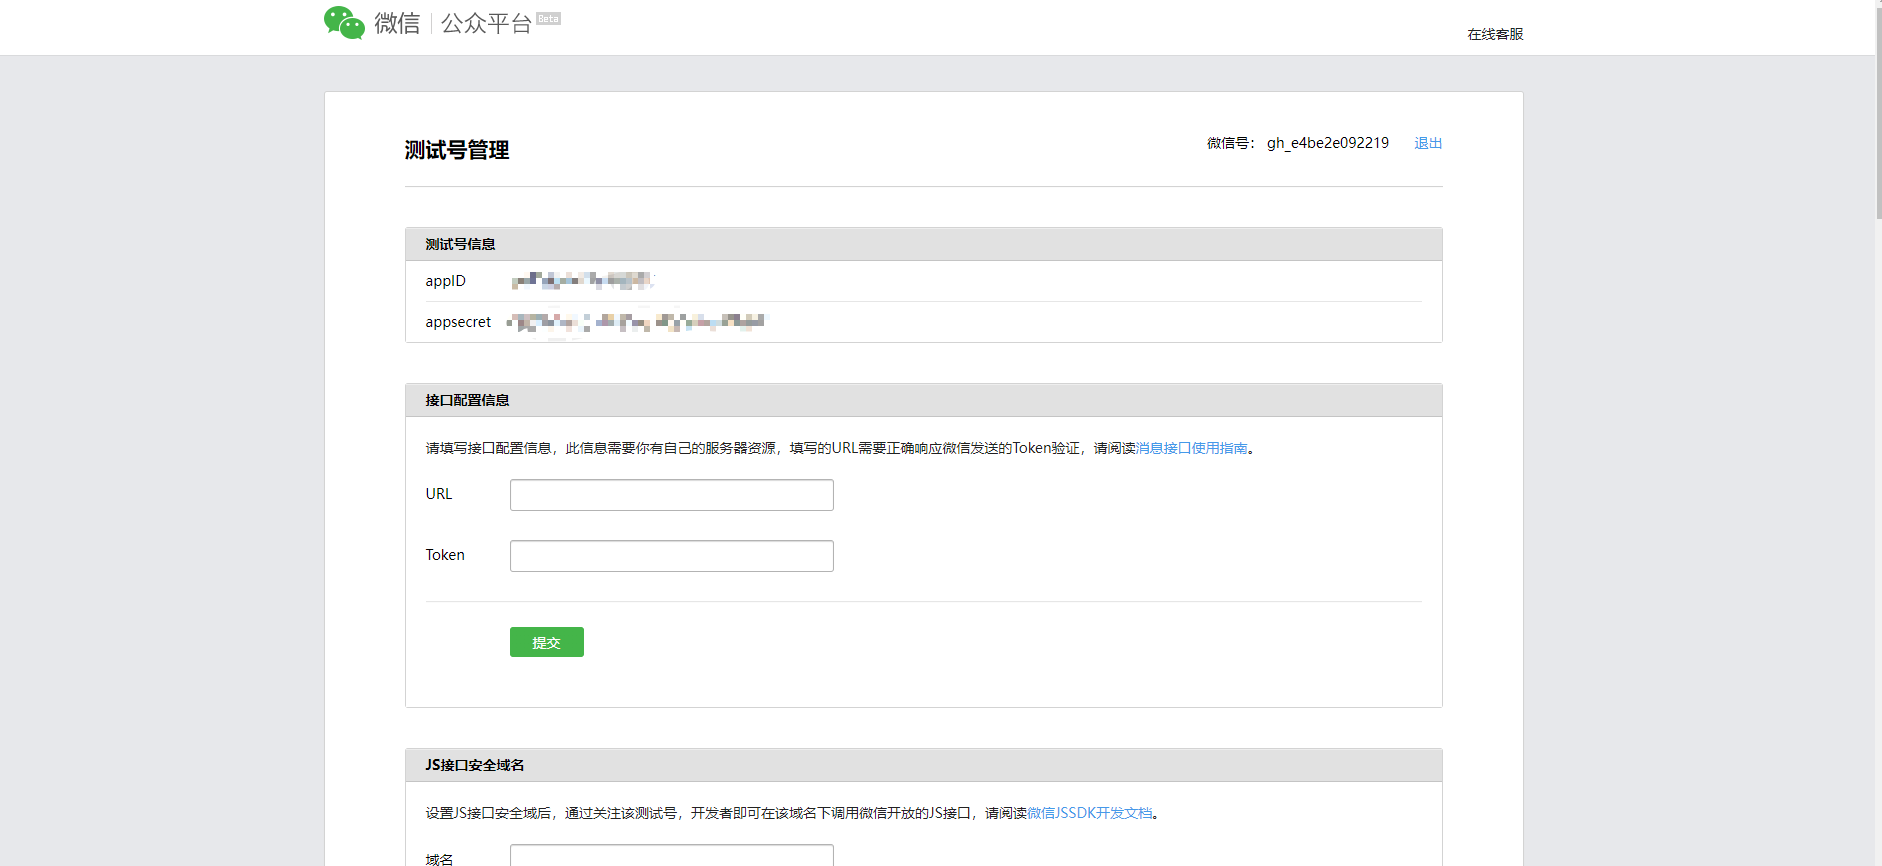 微信 公众平台 Beta
在线客服
测试号管理
微信号： gh_e4be2e092219 退出
测试号信息
appID
appsecret
接口配置信息
请填写接口配置信息，此信息需要你有自己的服务器资源，填写的URL需要正确响应微信发送的Token验证，请阅读消息接口使用指南。
URL
Token
提交
JS接口安全域名
设置JS接口安全域后，通过关注该测试号，开发者即可在该域名下调用微信开放的JS接口，请阅读微信JSSDK开发文档。
域名